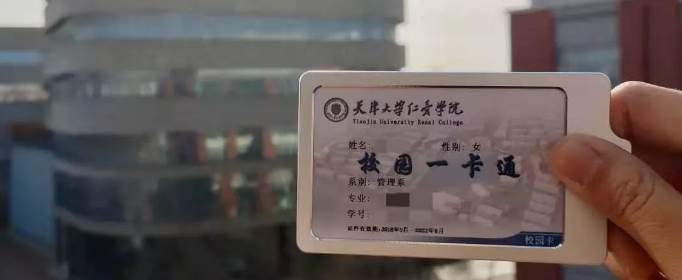 天津大学仁爱学院
Tianjin University Renai College
姓名: 性别: 女
校园一卡通
系别: 管理系
专业:
学号:
校园卡